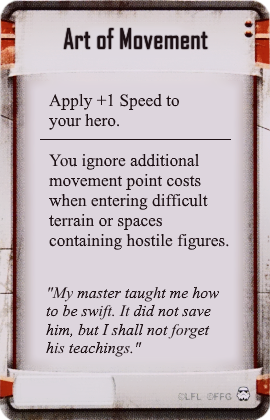 Art of Movement
Apply +1 Speed to
your hero.
You ignore additional
movement point costs
when entering difficult
terrain or spaces
containing hostile figures.
"My master taught me how
to be swift. It did not save
him, but I shall not forget
his teachings."
©LFL ©FFG